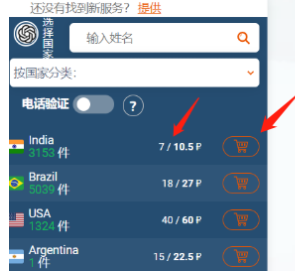 还没有找到新服务？ 提供
选择国家
输入姓名
按国家分类:
电话验证 ?
India
3153 件
7 / 10.5 ₽
Brazil
5039 件
18 / 27 ₽
USA
1324 件
40 / 60 ₽
Argentina
1 件
15 / 22.5 ₽